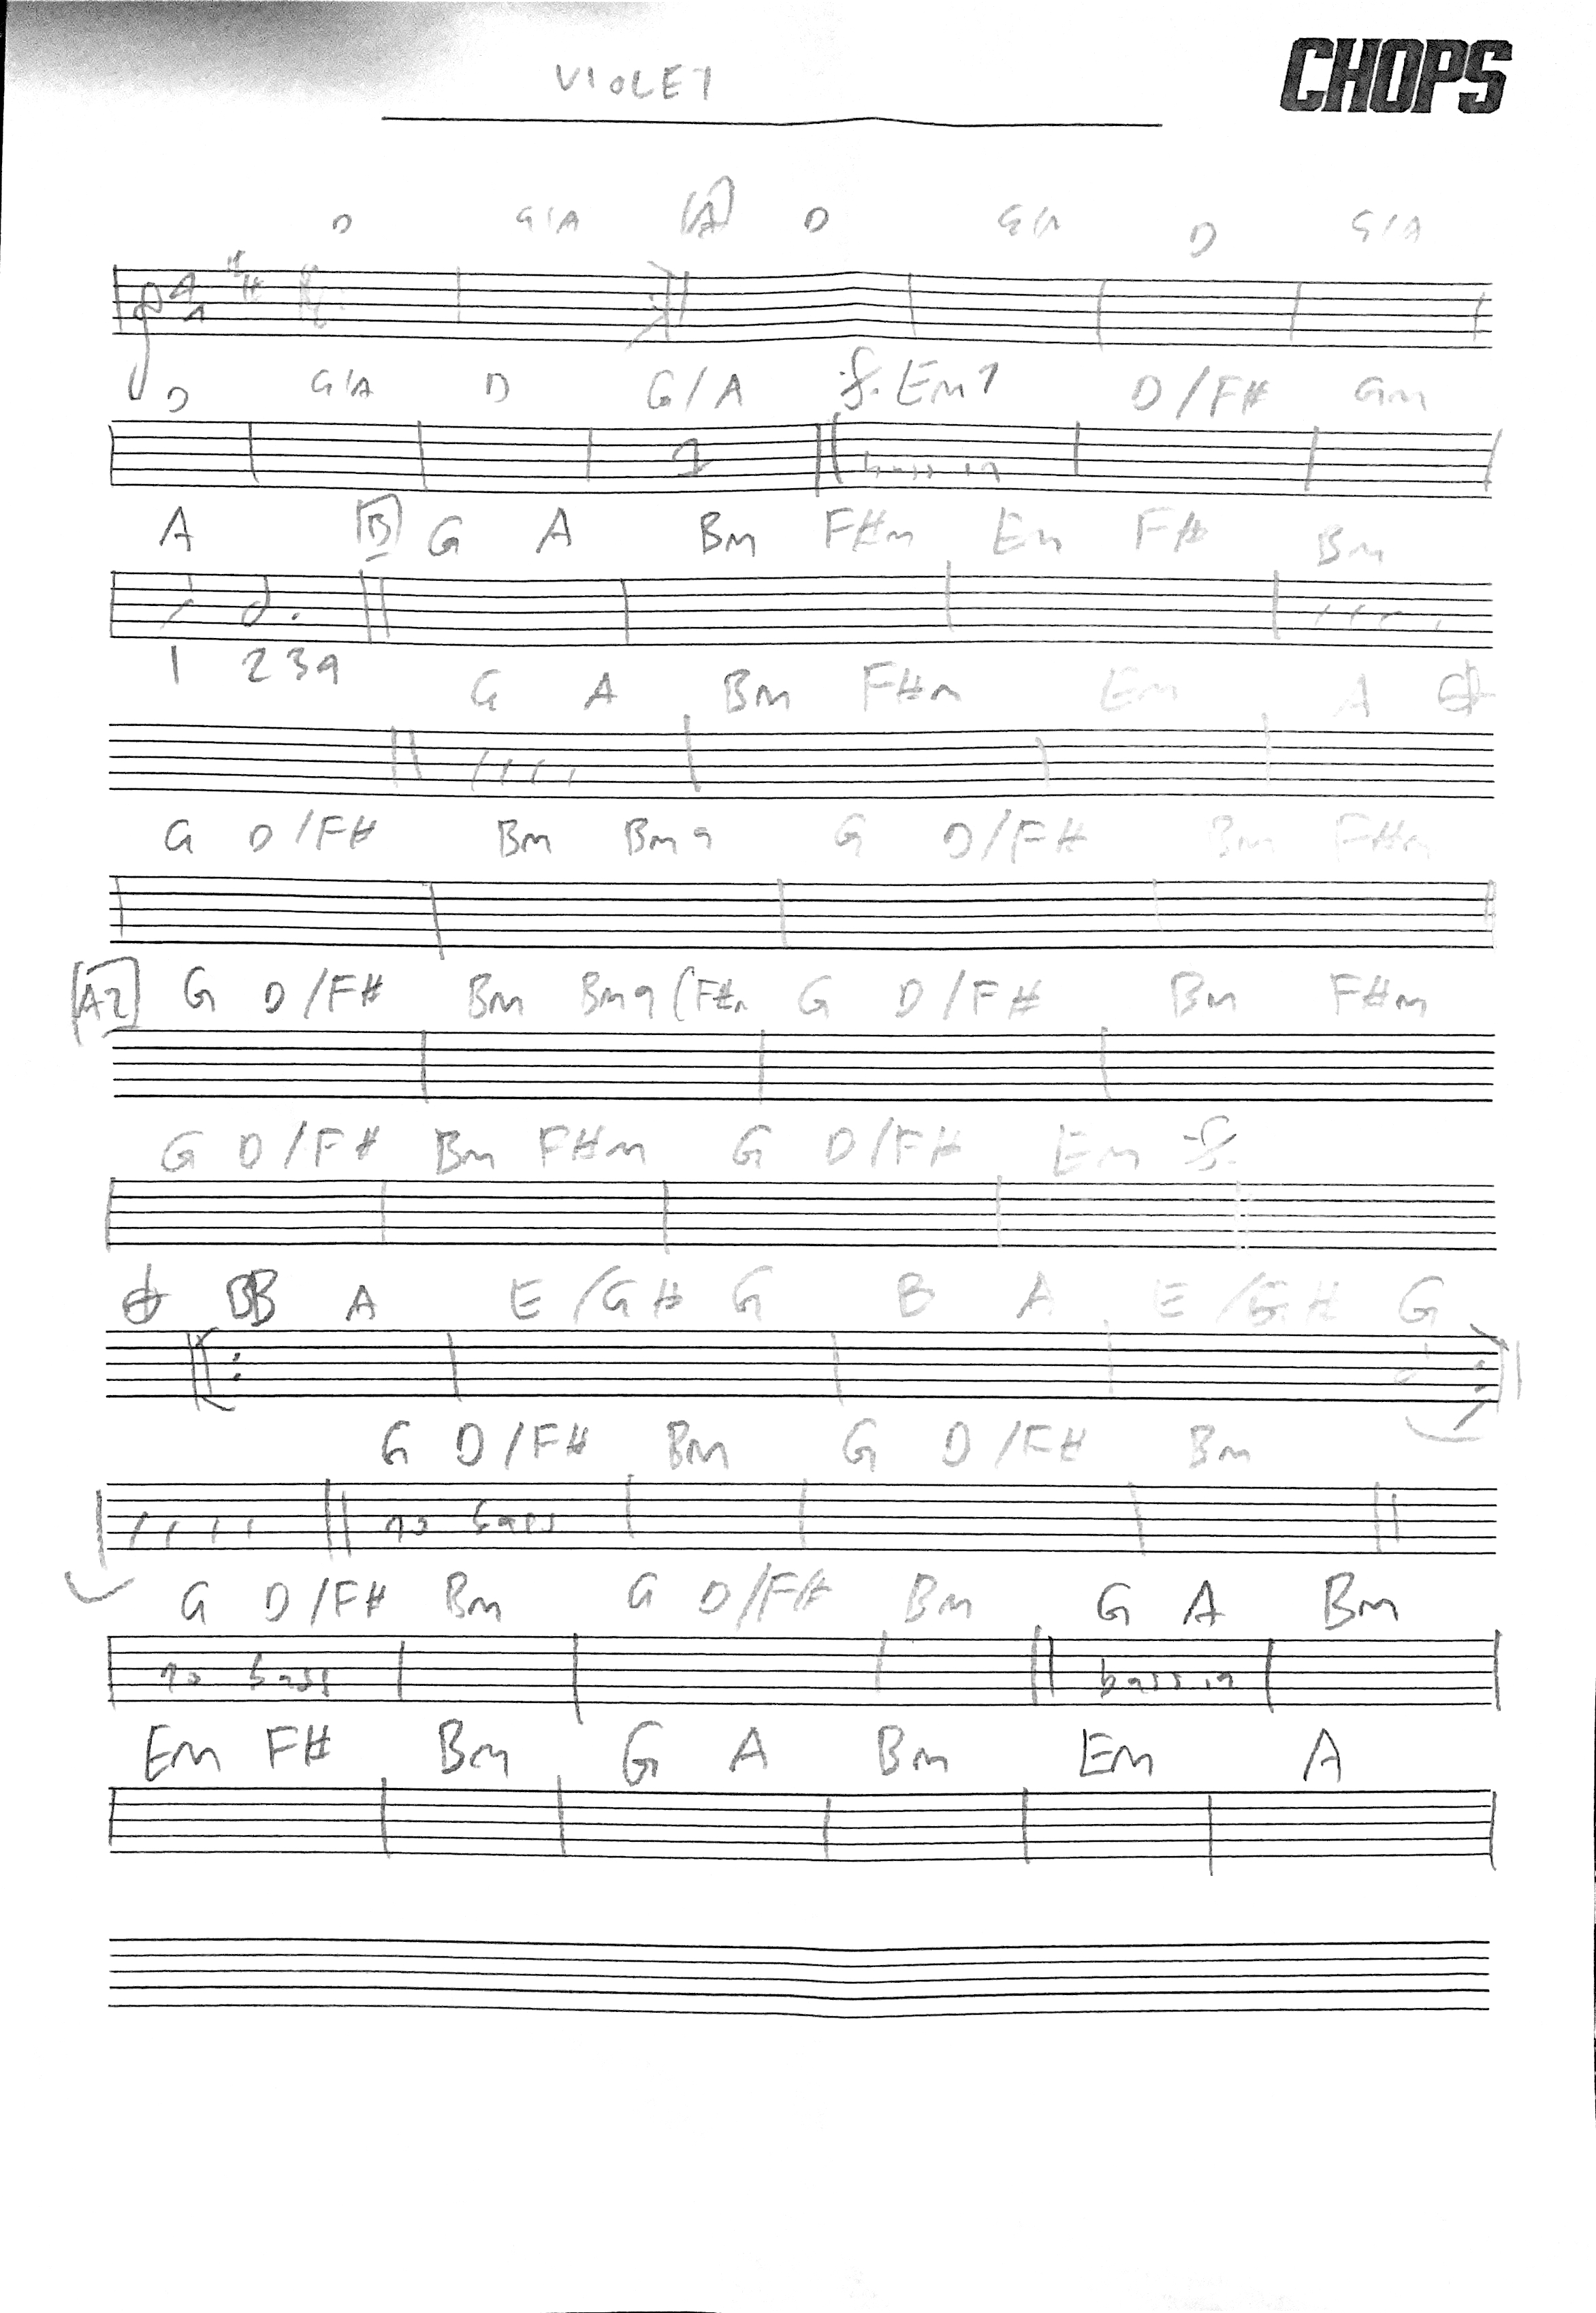 VIOLET
CHOPS
D G/A [A] D G/A D G/A
4 4 # #
D G/A D G/A 𝄋 Em7 D/F# Gm
1 bass in
A [B] G A Bm F#m Em F# Bm
1 2 3 4
G A Bm F#m Em A 𝄌
G D/F# Bm Bm9 G D/F# Bm F#m
[A2] G D/F# Bm Bm9 (F#m G D/F# Bm F#m
G D/F# Bm F#m G D/F# Em 𝄋
𝄌 B A E/G# G B A E/G# G
G D/F# Bm G D/F# Bm
no bass
G D/F# Bm G D/F# Bm G A Bm
no bass bass in
Em F# Bm G A Bm Em A